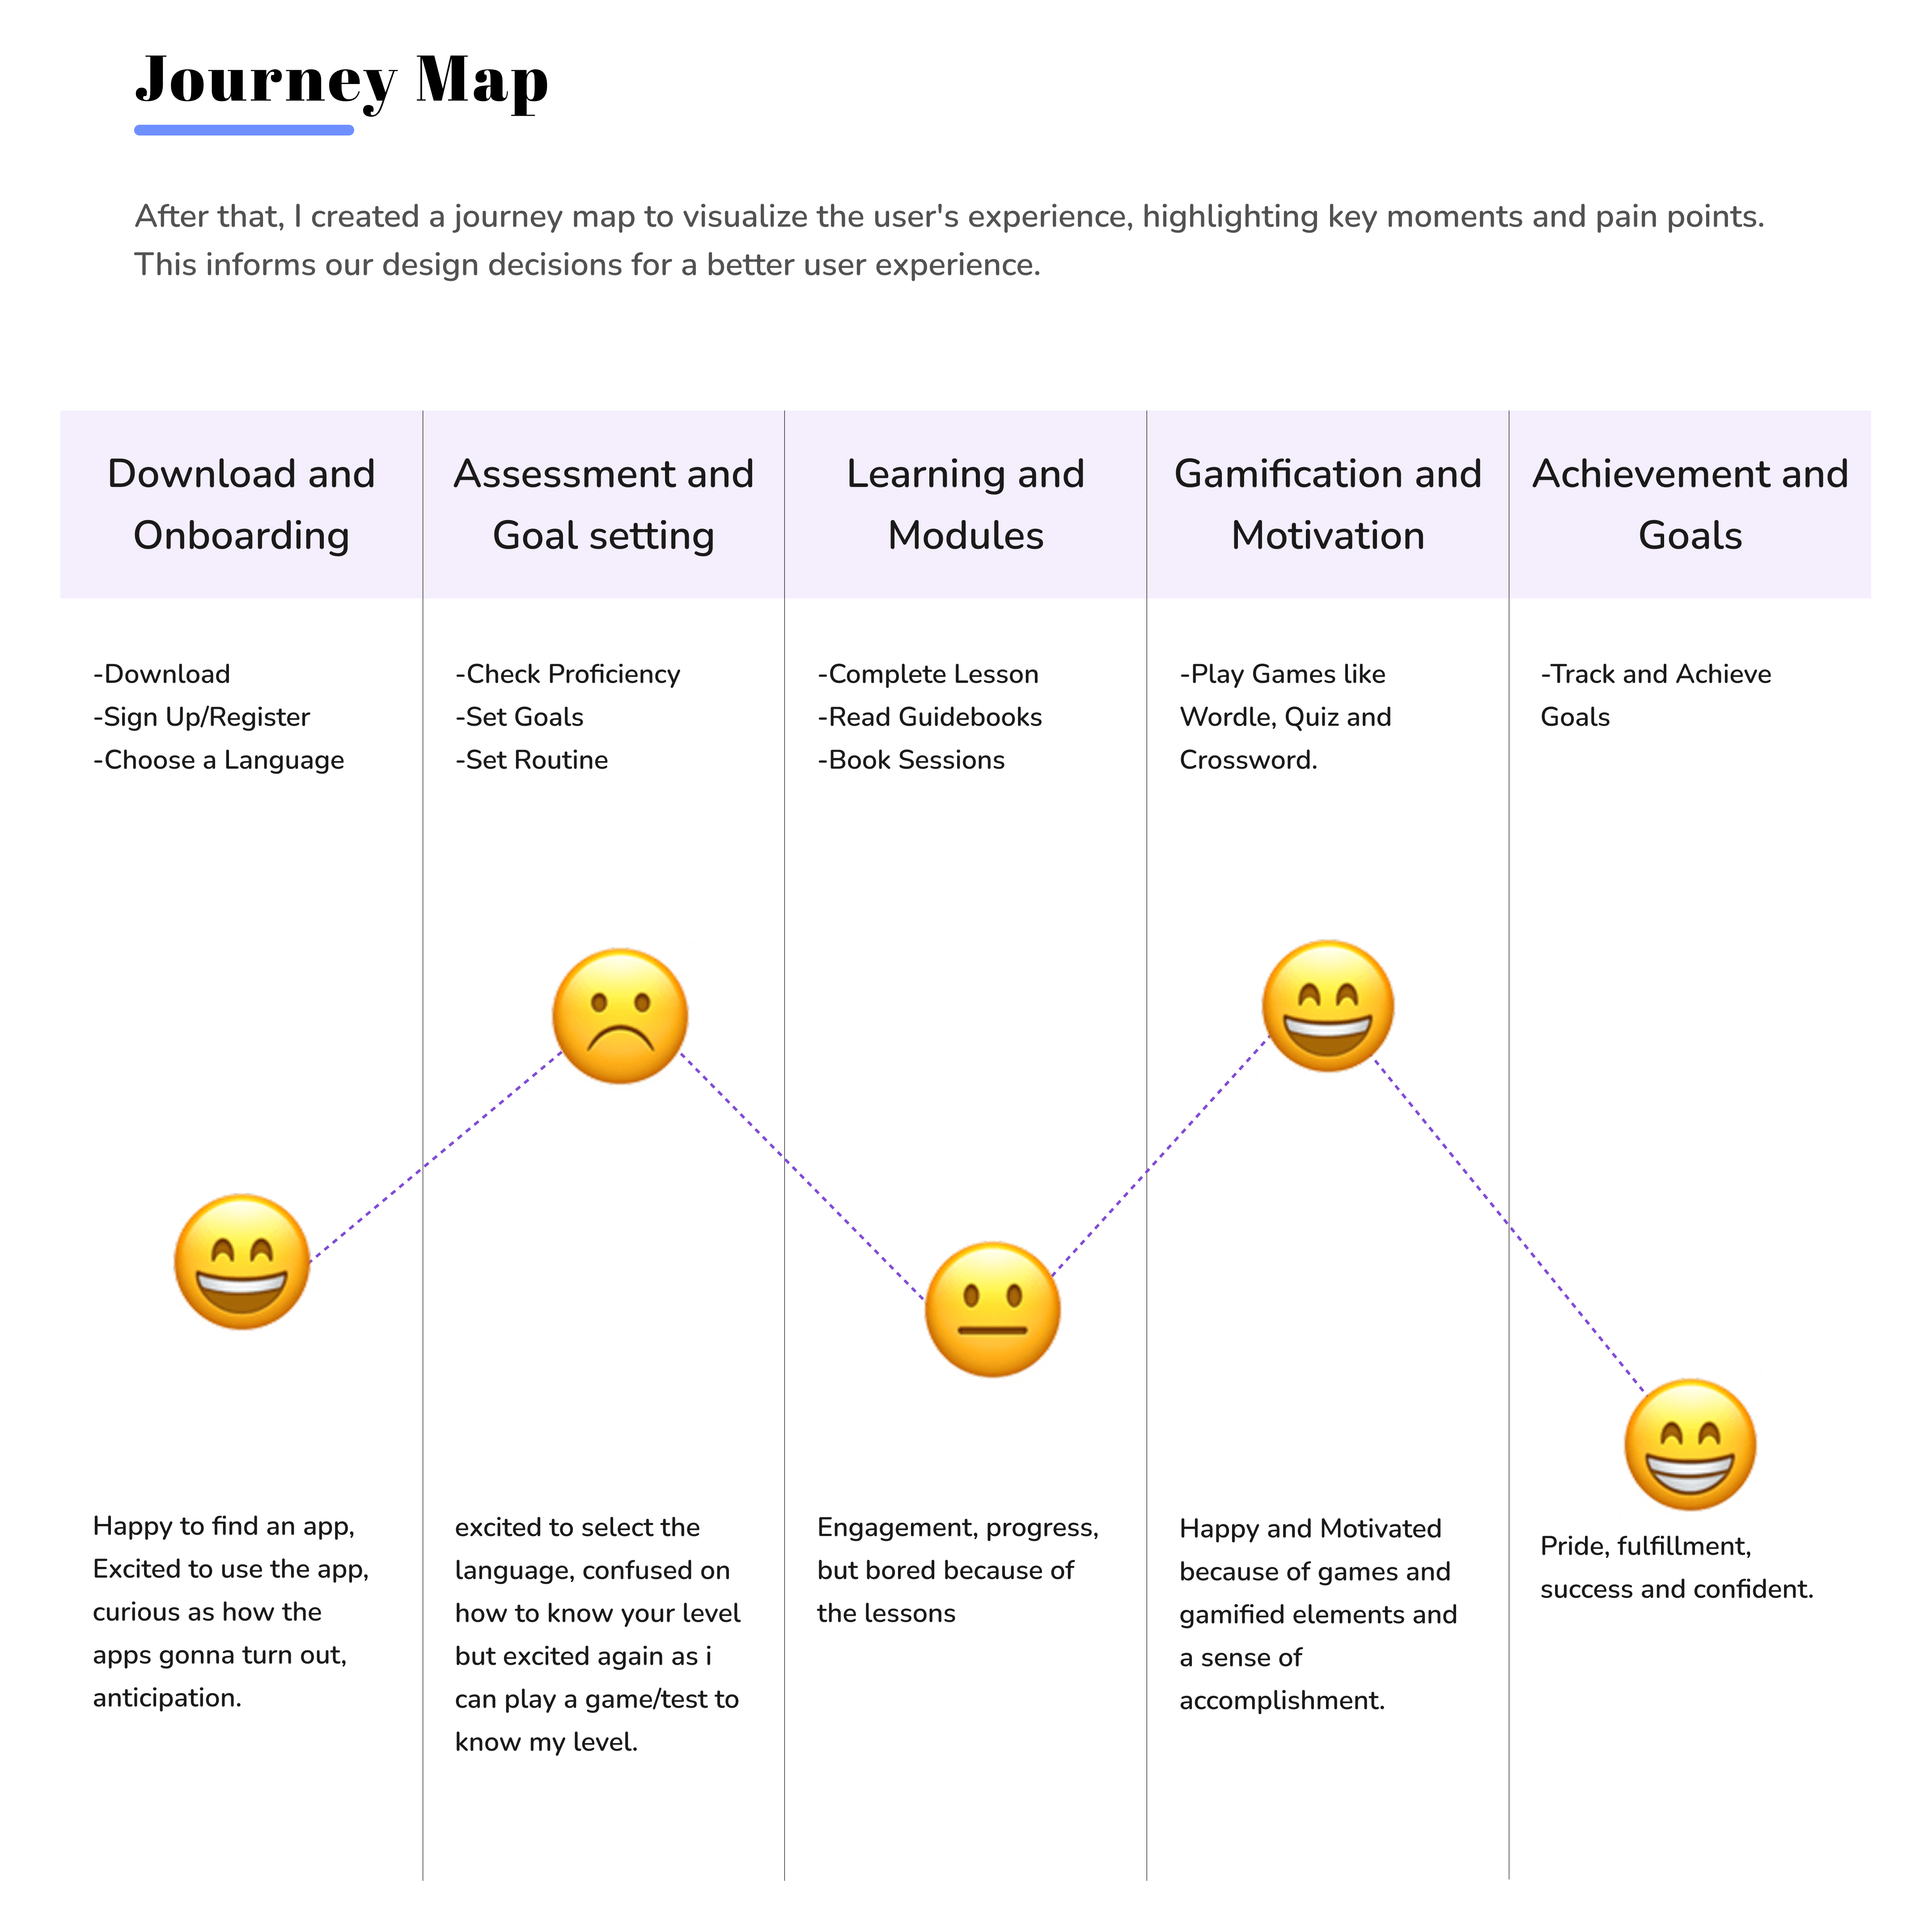 Journey Map
After that, I created a journey map to visualize the user's experience, highlighting key moments and pain points.
This informs our design decisions for a better user experience.
Download and
Onboarding
-Download
-Sign Up/Register
-Choose a Language
Happy to find an app,
Excited to use the app,
curious as how the
apps gonna turn out,
anticipation.
Assessment and
Goal setting
-Check Proficiency
-Set Goals
-Set Routine
excited to select the
language, confused on
how to know your level
but excited again as i
can play a game/test to
know my level.
Learning and
Modules
-Complete Lesson
-Read Guidebooks
-Book Sessions
Engagement, progress,
but bored because of
the lessons
Gamification and
Motivation
-Play Games like
Wordle, Quiz and
Crossword.
Happy and Motivated
because of games and
gamified elements and
a sense of
accomplishment.
Achievement and
Goals
-Track and Achieve
Goals
Pride, fulfillment,
success and confident.